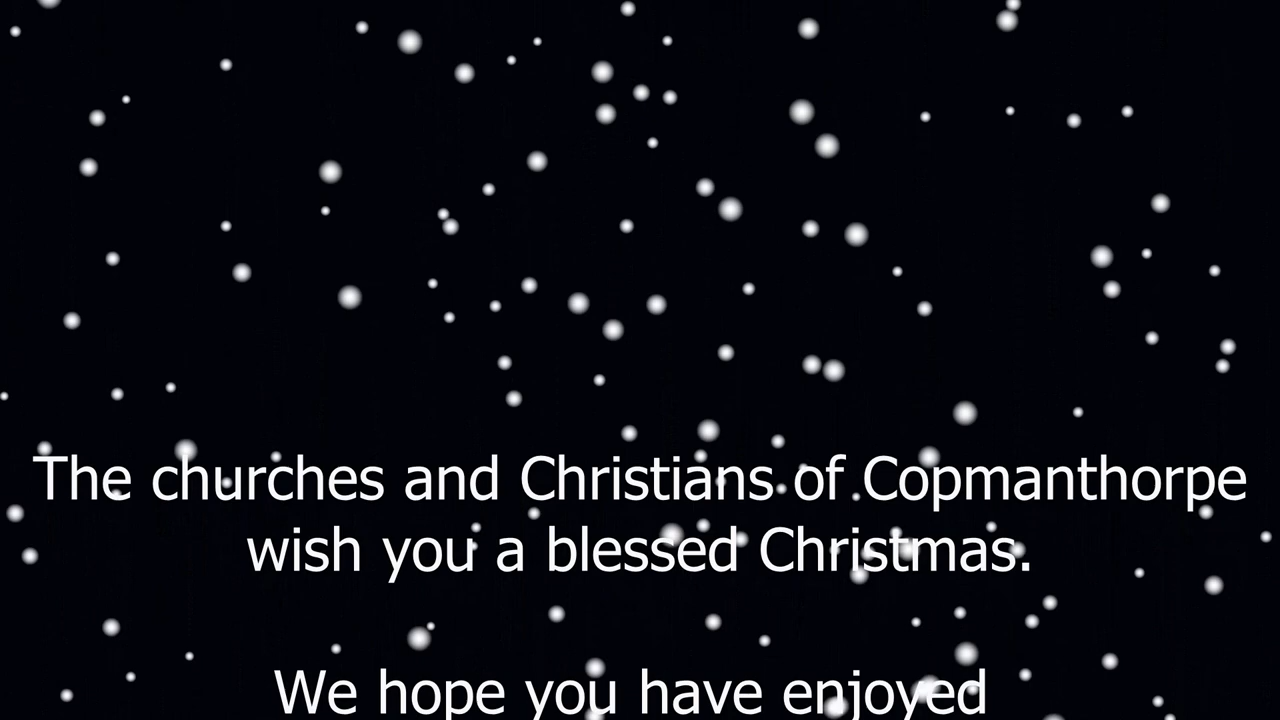 The churches and Christians of Copmanthorpe
wish you a blessed Christmas.
We hope you have enjoyed